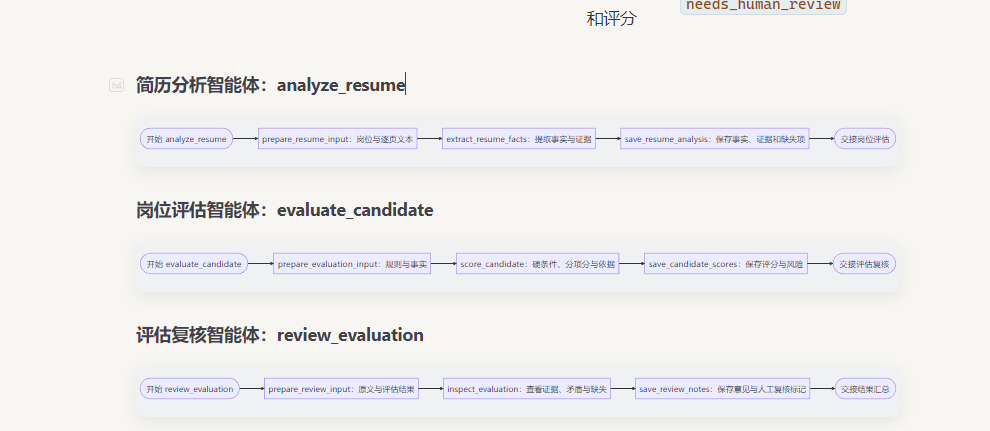 needs_human_review
和评分
h4
简历分析智能体：analyze_resume
开始 analyze_resume
prepare_resume_input：岗位与逐页文本
extract_resume_facts：提取事实与证据
save_resume_analysis：保存事实、证据和缺失项
交接岗位评估
岗位评估智能体：evaluate_candidate
开始 evaluate_candidate
prepare_evaluation_input：规则与事实
score_candidate：硬条件、分项分与依据
save_candidate_scores：保存评分与风险
交接评估复核
评估复核智能体：review_evaluation
开始 review_evaluation
prepare_review_input：原文与评估结果
inspect_evaluation：查看证据、矛盾与缺失
save_review_notes：保存意见与人工复核标记
交接结果汇总